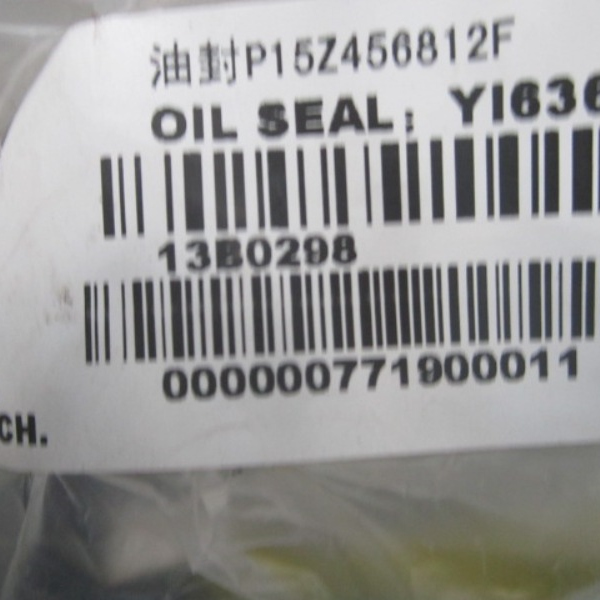 油封P15Z456812F
OIL SEAL; YI636
13B0298
000000771900011
CH.